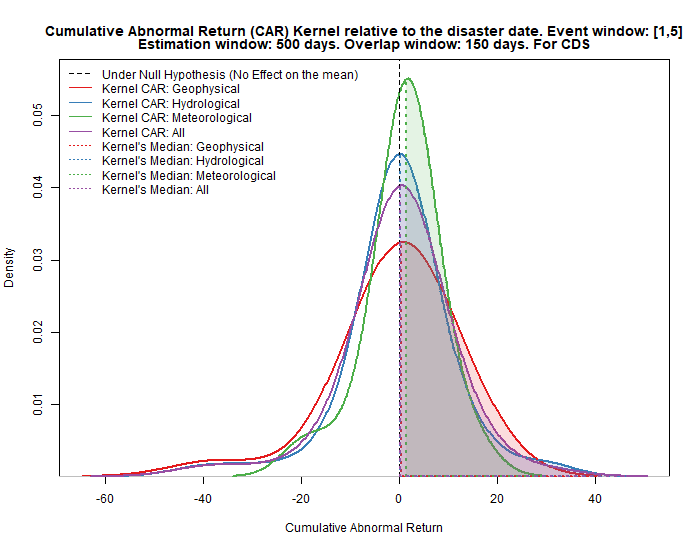 Cumulative Abnormal Return (CAR) Kernel relative to the disaster date. Event window: [1,5]
Estimation window: 500 days. Overlap window: 150 days. For CDS
Under Null Hypothesis (No Effect on the mean)
Kernel CAR: Geophysical
Kernel CAR: Hydrological
Kernel CAR: Meteorological
Kernel CAR: All
Kernel's Median: Geophysical
Kernel's Median: Hydrological
Kernel's Median: Meteorological
Kernel's Median: All
Density
0.05
0.04
0.03
0.02
0.01
-60
-40
-20
0
20
40
Cumulative Abnormal Return